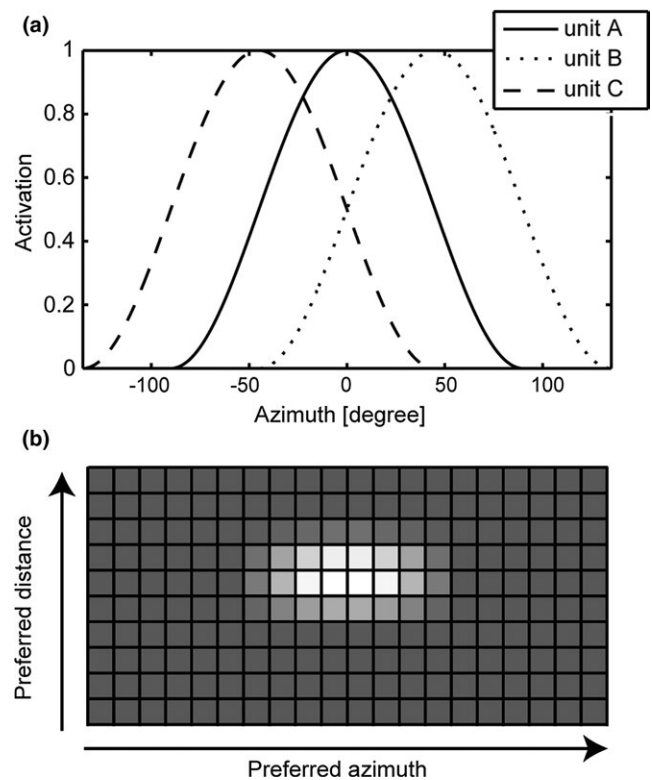 (a)
unit A
unit B
unit C
1
0.8
0.6
0.4
0.2
0
Activation
-100
-50
0
50
100
Azimuth [degree]
(b)
Preferred distance
Preferred azimuth